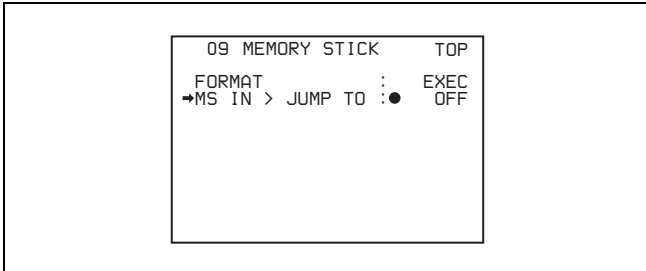 09 MEMORY STICK TOP
FORMAT : EXEC
➡MS IN > JUMP TO :● OFF